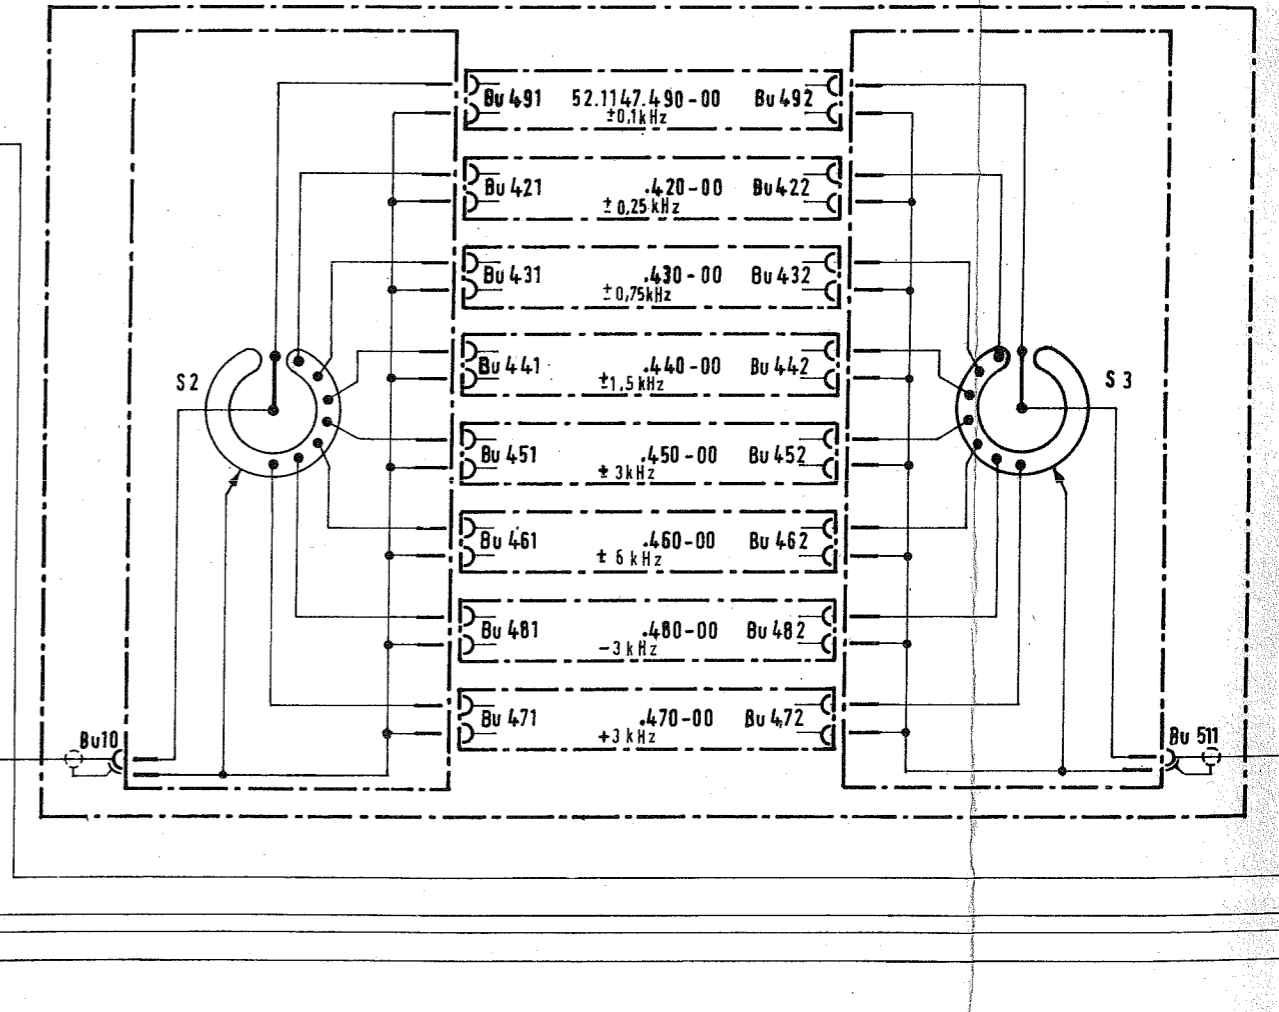 Bu 491 52.1147.490-00 Bu 492
±0,1kHz
Bu 421 .420-00 Bu 422
± 0,25 kHz
Bu 431 .430-00 Bu 432
± 0,75kHz
Bu 441 .440-00 Bu 442
±1,5 kHz
S 2
S 3
Bu 451 .450-00 Bu 452
± 3kHz
Bu 461 .460-00 Bu 462
± 6 kHz
Bu 481 .480-00 Bu 482
-3 kHz
Bu 471 .470-00 Bu 472
+3 kHz
Bu10
Bu 511